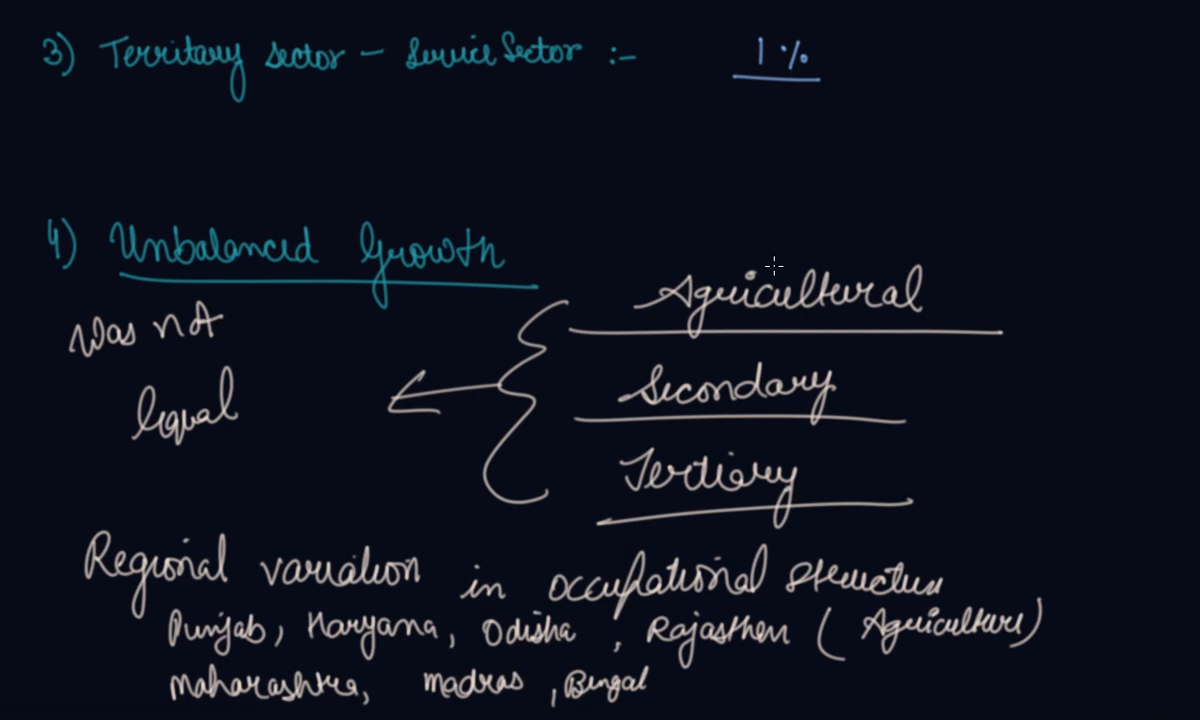 3) Territary sector - Service Sector :- 1 %
4) Unbalanced Growth
Agricultural
was not
Secondary
Equal
Tertiary
Regional variation in occupational structure
Punjab, Haryana, Odisha, Rajasthan (Agriculture)
Maharashtra, madras, Bengal